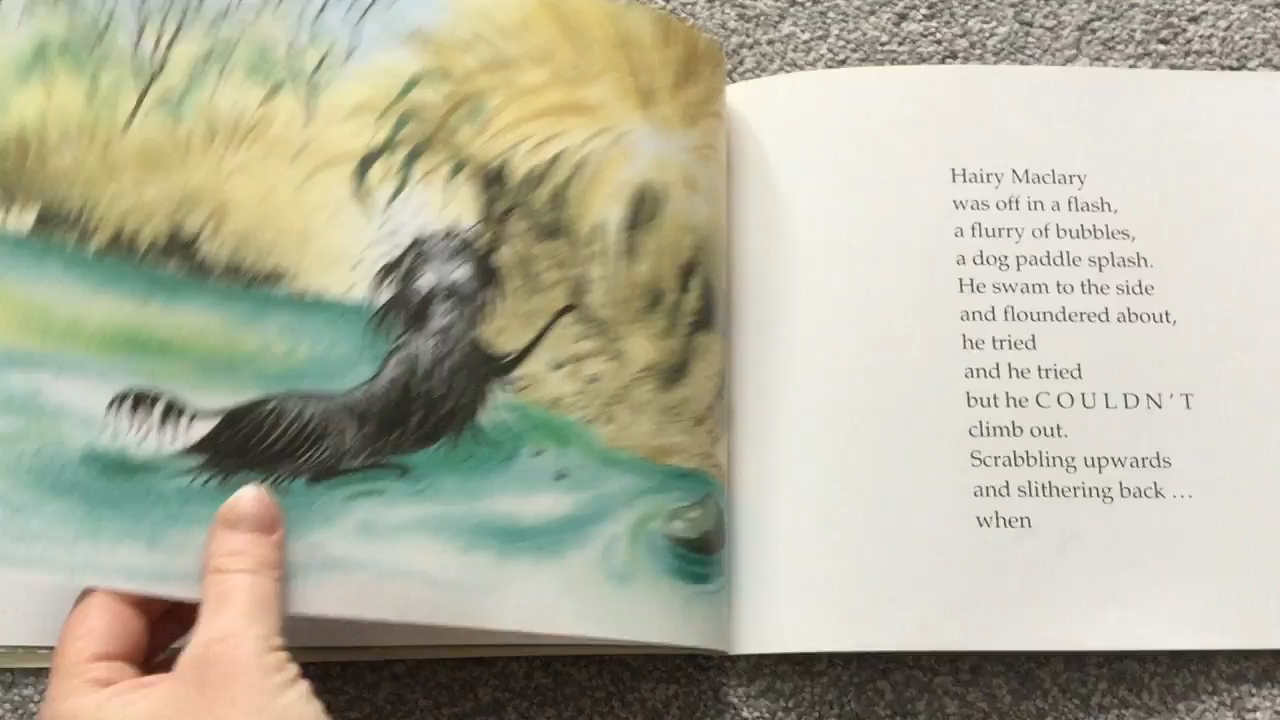 Hairy Maclary
was off in a flash,
a flurry of bubbles,
a dog paddle splash.
He swam to the side
and floundered about,
he tried
and he tried
but he C O U L D N ' T
climb out.
Scrabbling upwards
and slithering back ...
when